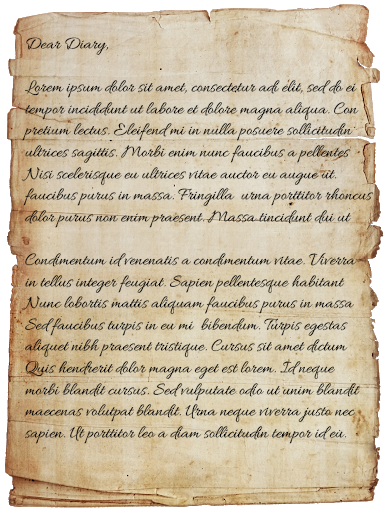 Dear Diary,
Lorem ipsum dolor sit amet, consectetur adi elit, sed do ei
tempor incididunt ut labore et dolore magna aliqua. Con
pretium lectus. Eleifend mi in nulla posuere sollicitudin
ultrices sagittis. Morbi enim nunc faucibus a pellentes
Nisi scelerisque eu ultrices vitae auctor eu augue ut.
faucibus purus in massa. Fringilla urna porttitor rhoncus
dolor purus non enim praesent. Massa tincidunt dui ut
Condimentum id venenatis a condimentum vitae. Viverra
in tellus integer feugiat. Sapien pellentesque habitant
Nunc lobortis mattis aliquam faucibus purus in massa
Sed faucibus turpis in eu mi bibendum. Turpis egestas
aliquet nibh praesent tristique. Cursus sit amet dictum
Quis hendrerit dolor magna eget est lorem. Id neque
morbi blandit cursus. Sed vulputate odio ut unim blandit
maecenas volutpat blandit. Urna neque viverra justo nec
sapien. Ut porttitor leo a diam sollicitudin tempor id eu.